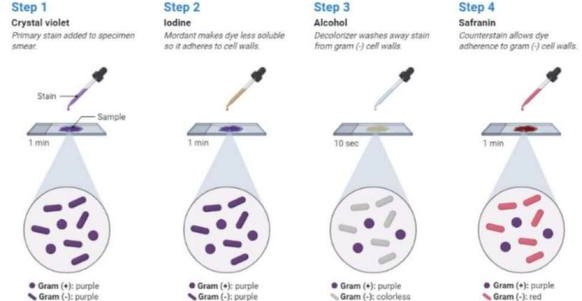 Step 1
Crystal violet
Primary stain added to specimen
smear.
Stain
Sample
1 min
Gram (+): purple
Gram (-): purple
Step 2
Iodine
Mordant makes dye less soluble
so it adheres to cell walls.
1 min
Gram (+): purple
Gram (-): purple
Step 3
Alcohol
Decolorizer washes away stain
from gram (-) cell walls.
10 sec
Gram (+): purple
Gram (-): colorless
Step 4
Safranin
Counterstain allows dye
adherence to gram (-) cell walls.
1 min
Gram (+): purple
Gram (-): red